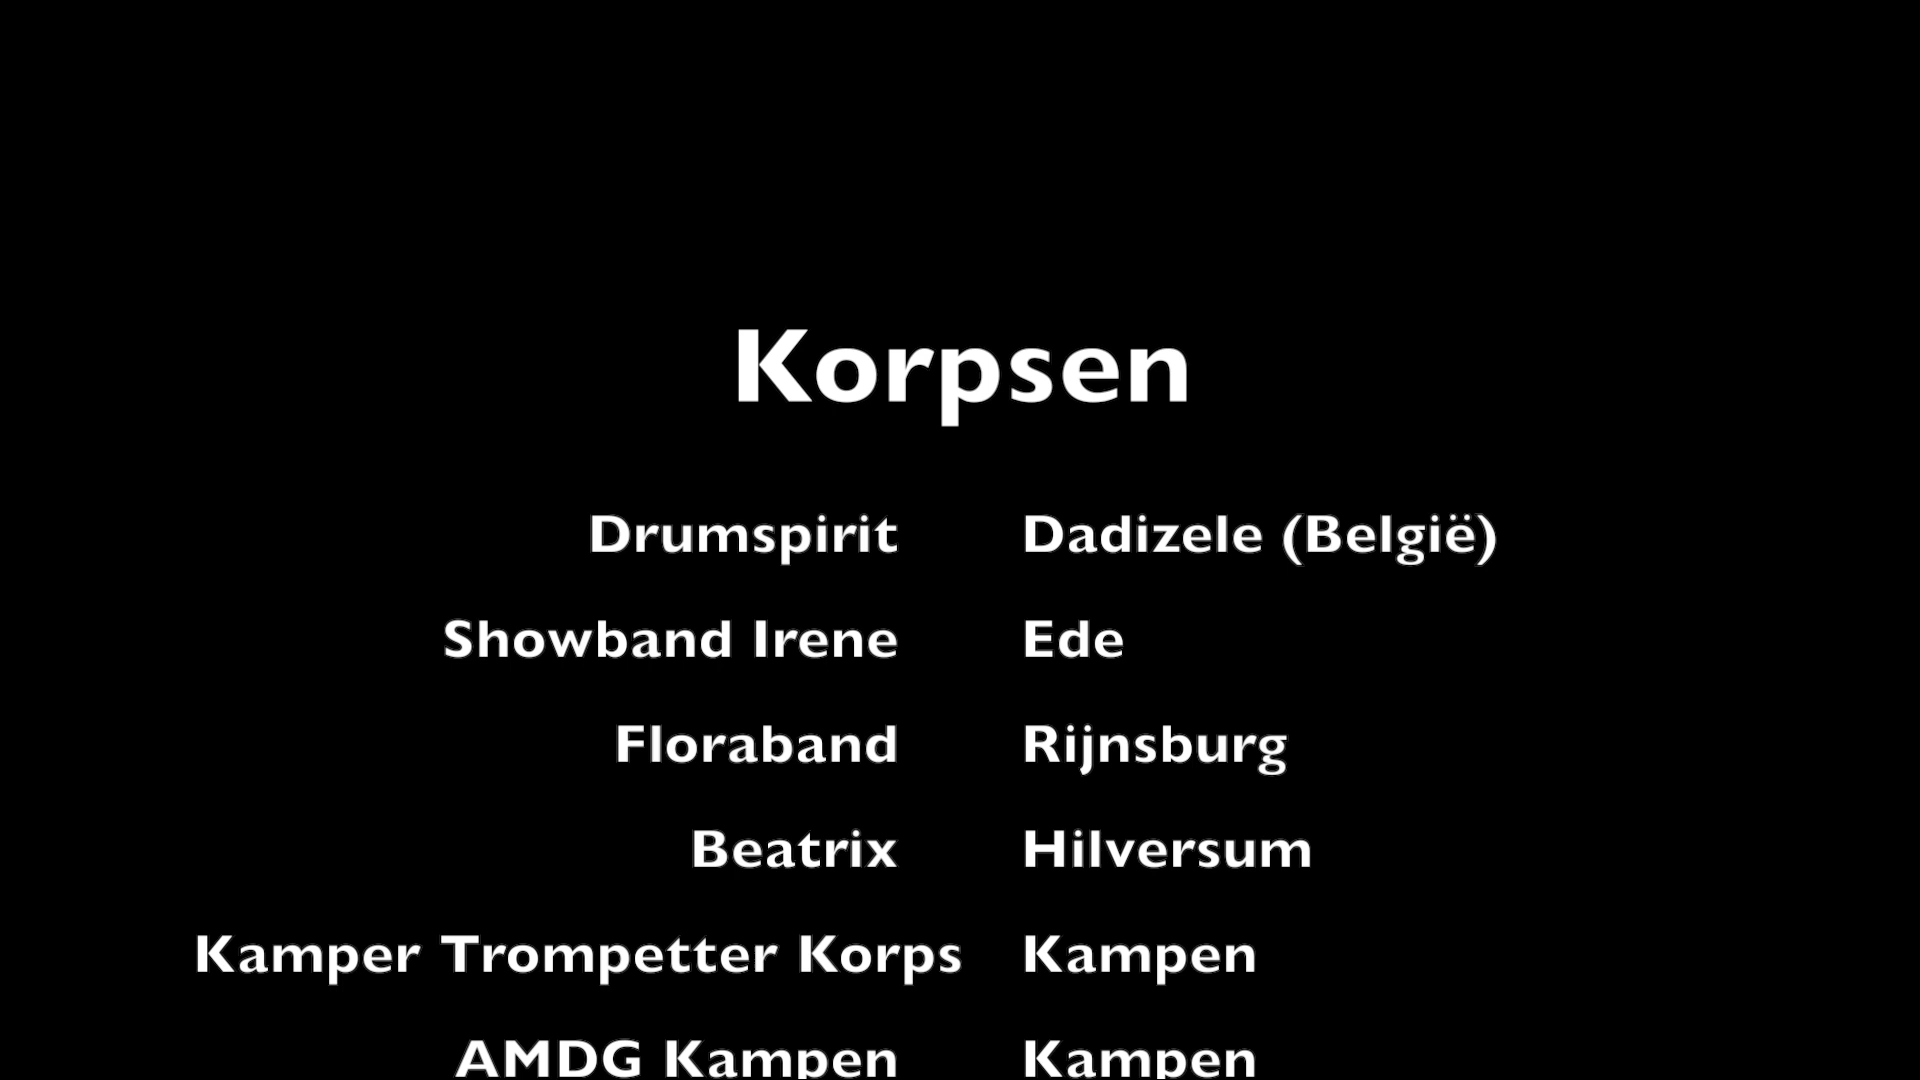 Korpsen
Drumspirit Dadizele (België)
Showband Irene Ede
Floraband Rijnsburg
Beatrix Hilversum
Kamper Trompetter Korps Kampen
AMDG Kampen Kampen